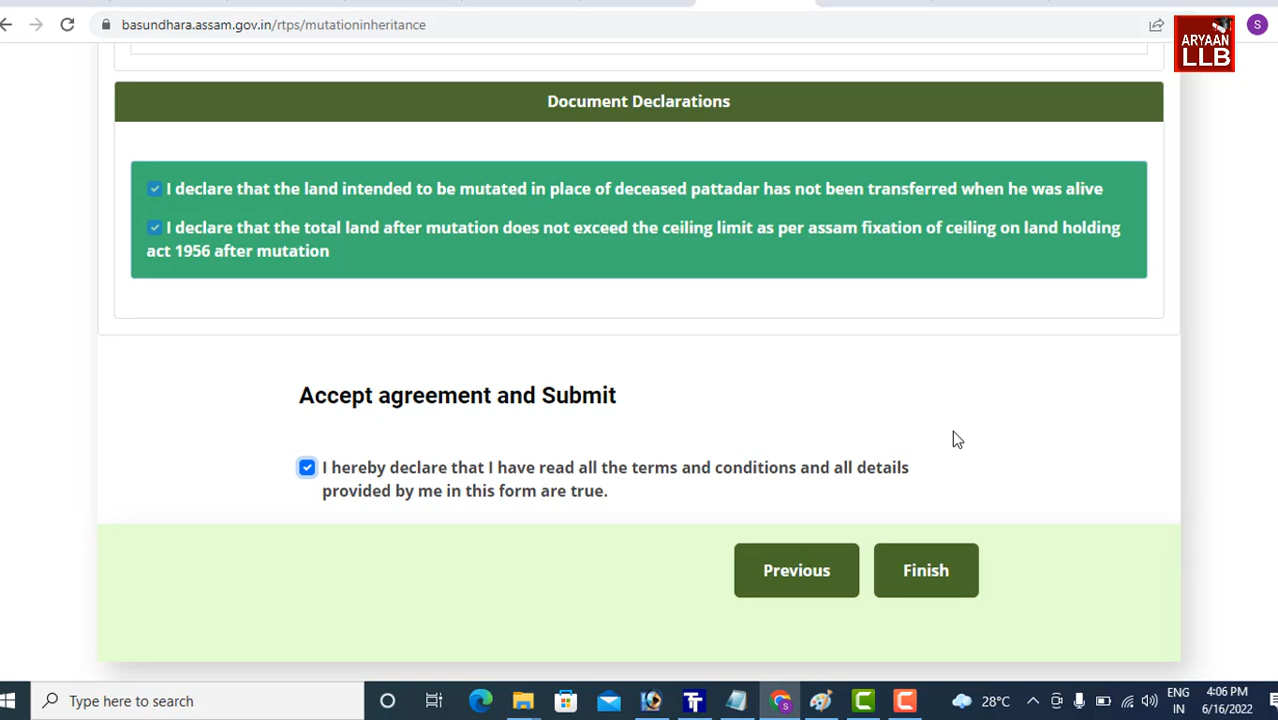 basundhara.assam.gov.in/rtps/mutationinheritance
S
ARYAAN
LLB
Document Declarations
I declare that the land intended to be mutated in place of deceased pattadar has not been transferred when he was alive
I declare that the total land after mutation does not exceed the ceiling limit as per assam fixation of ceiling on land holding
act 1956 after mutation
Accept agreement and Submit
I hereby declare that I have read all the terms and conditions and all details
provided by me in this form are true.
Previous
Finish
Type here to search
28°C
ENG
IN
4:06 PM
6/16/2022